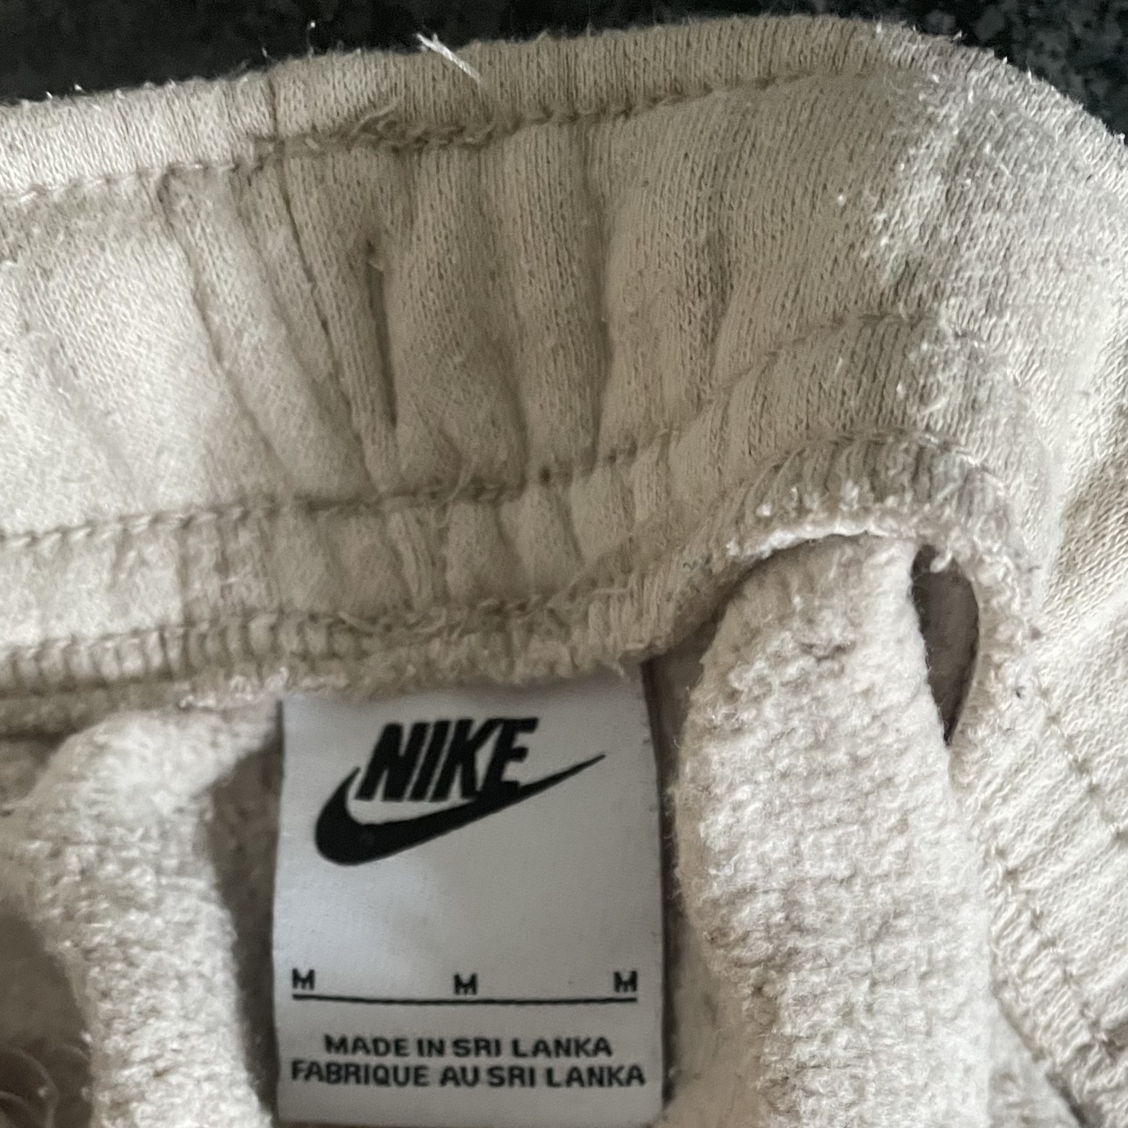 NIKE
M M M
MADE IN SRI LANKA
FABRIQUE AU SRI LANKA